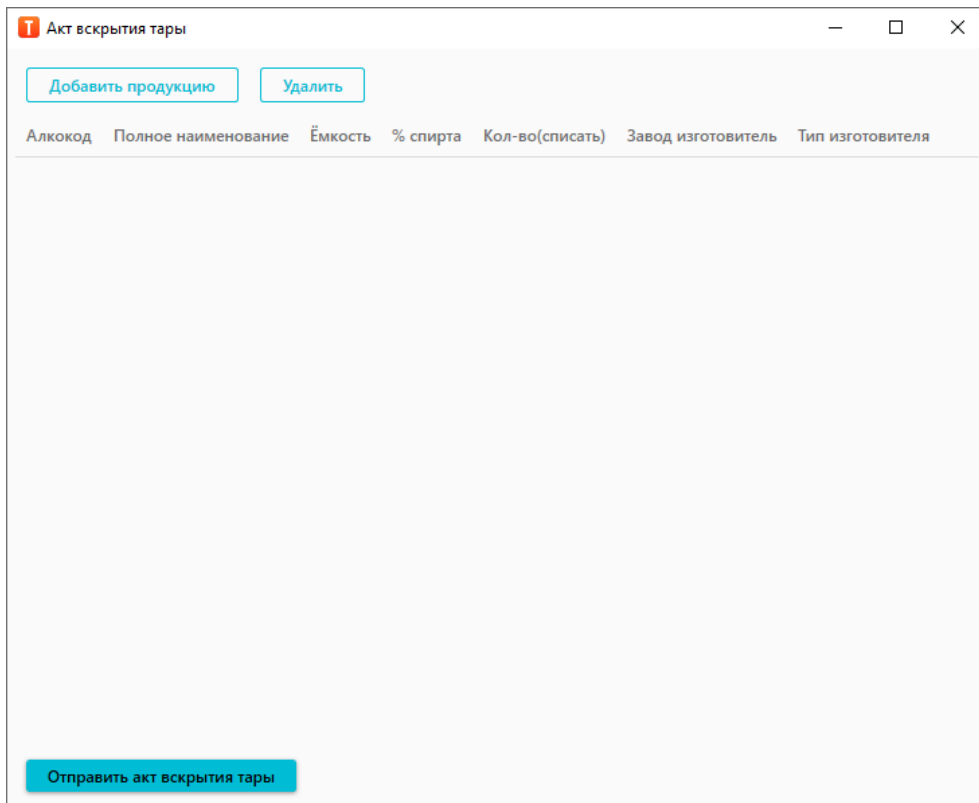 T Акт вскрытия тары
Добавить продукцию Удалить
Алкокод Полное наименование Ёмкость % спирта Кол-во(списать) Завод изготовитель Тип изготовителя
Отправить акт вскрытия тары